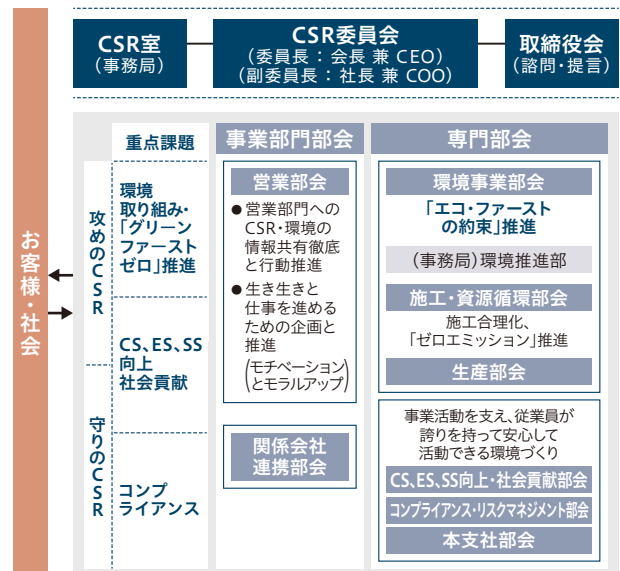 CSR室
(事務局)
CSR委員会
(委員長：会長 兼 CEO)
(副委員長：社長 兼 COO)
取締役会
(諮問・提言)
お客様・社会
攻めのCSR
守りのCSR
重点課題
環境
取り組み・
「グリーン
ファースト
ゼロ」推進
CS、ES、SS
向上
社会貢献
コンプ
ライアンス
事業部門部会
営業部会
●営業部門への
CSR・環境の
情報共有徹底
と行動推進
●生き生きと
仕事を進める
ための企画と
推進
(モチベーション
とモラルアップ)
関係会社
連携部会
専門部会
環境事業部会
「エコ・ファースト
の約束」推進
(事務局)環境推進部
施工・資源循環部会
施工合理化、
「ゼロエミッション」推進
生産部会
事業活動を支え、従業員が
誇りを持って安心して
活動できる環境づくり
CS、ES、SS向上・社会貢献部会
コンプライアンス・リスクマネジメント部会
本支社部会